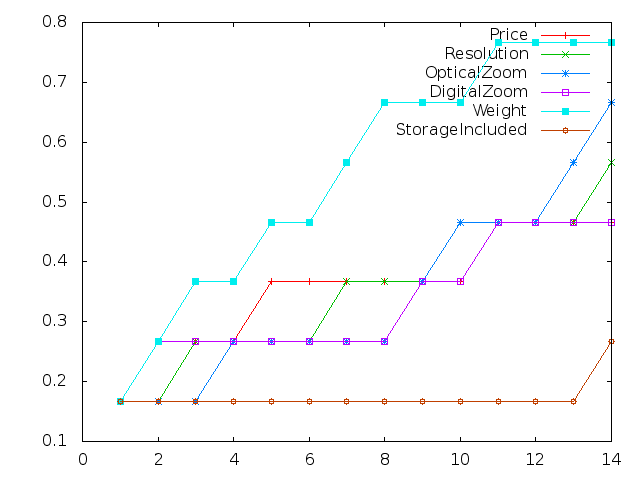 0.8
Price
Resolution
OpticalZoom
DigitalZoom
Weight
StorageIncluded
0.7
0.6
0.5
0.4
0.3
0.2
0.1
0 2 4 6 8 10 12 14